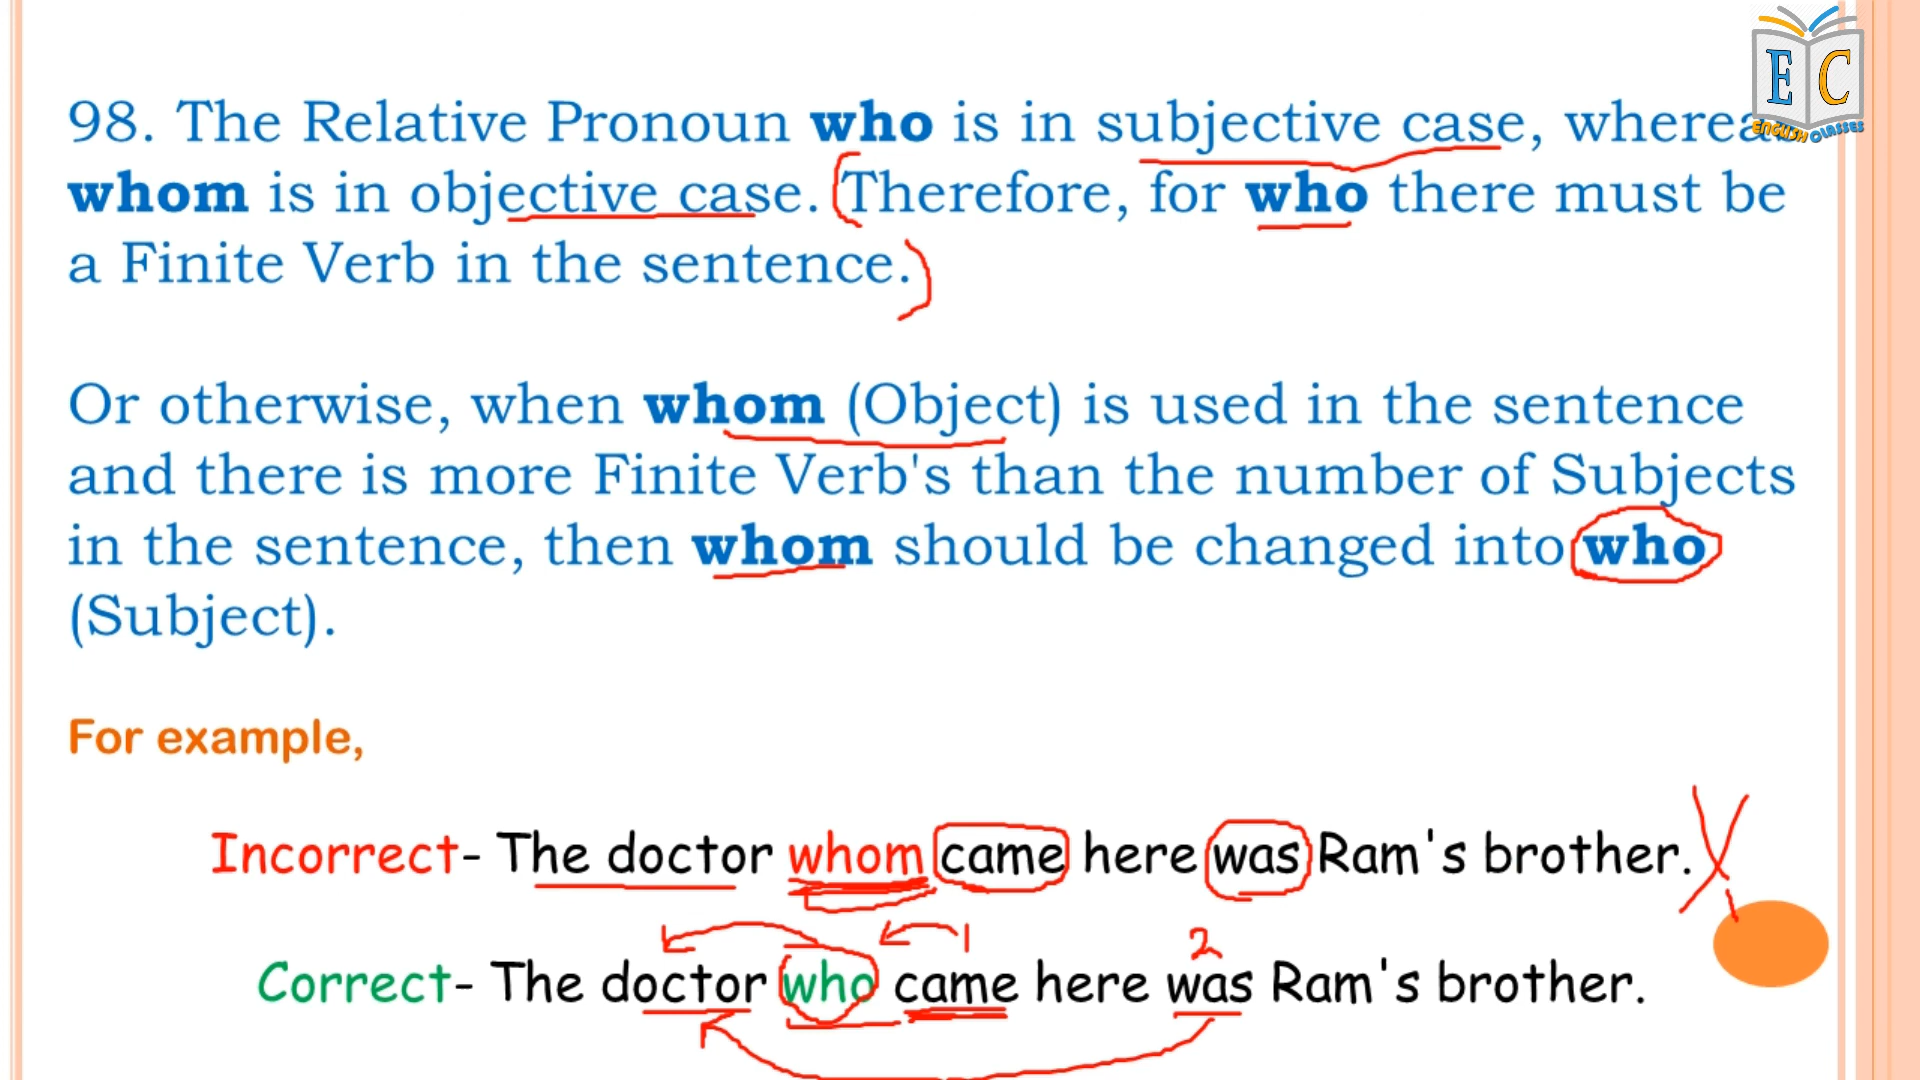 98. The Relative Pronoun who is in subjective case, wherea
whom is in objective case. Therefore, for who there must be
a Finite Verb in the sentence.
Or otherwise, when whom (Object) is used in the sentence
and there is more Finite Verb's than the number of Subjects
in the sentence, then whom should be changed into who
(Subject).
For example,
Incorrect- The doctor whom came here was Ram's brother.
1 2
Correct- The doctor who came here was Ram's brother.
E C
ENGLISH CLASSES